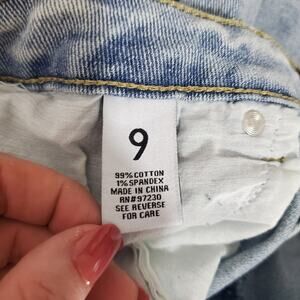 9
99% COTTON
1% SPANDEX
MADE IN CHINA
RN#97230
SEE REVERSE
FOR CARE